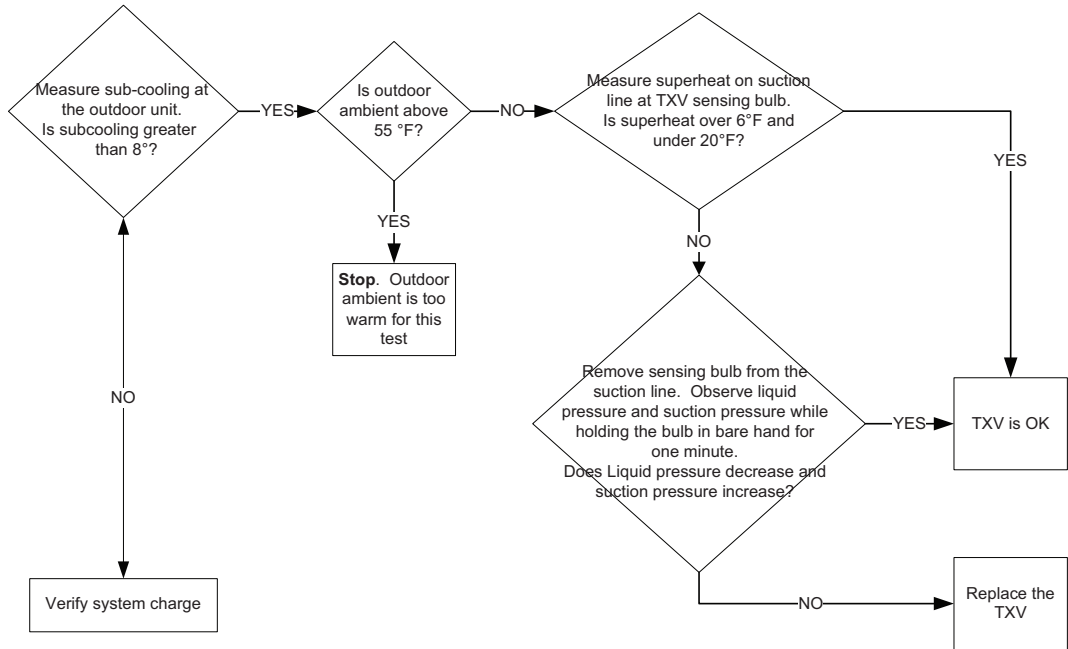 Measure sub-cooling at
the outdoor unit.
Is subcooling greater
than 8°?
YES
Is outdoor
ambient above
55 °F?
NO
Measure superheat on suction
line at TXV sensing bulb.
Is superheat over 6°F and
under 20°F?
YES
YES
Stop. Outdoor
ambient is too
warm for this
test
NO
NO
Remove sensing bulb from the
suction line. Observe liquid
pressure and suction pressure while
holding the bulb in bare hand for
one minute.
Does Liquid pressure decrease and
suction pressure increase?
YES
TXV is OK
Verify system charge
NO
Replace the
TXV